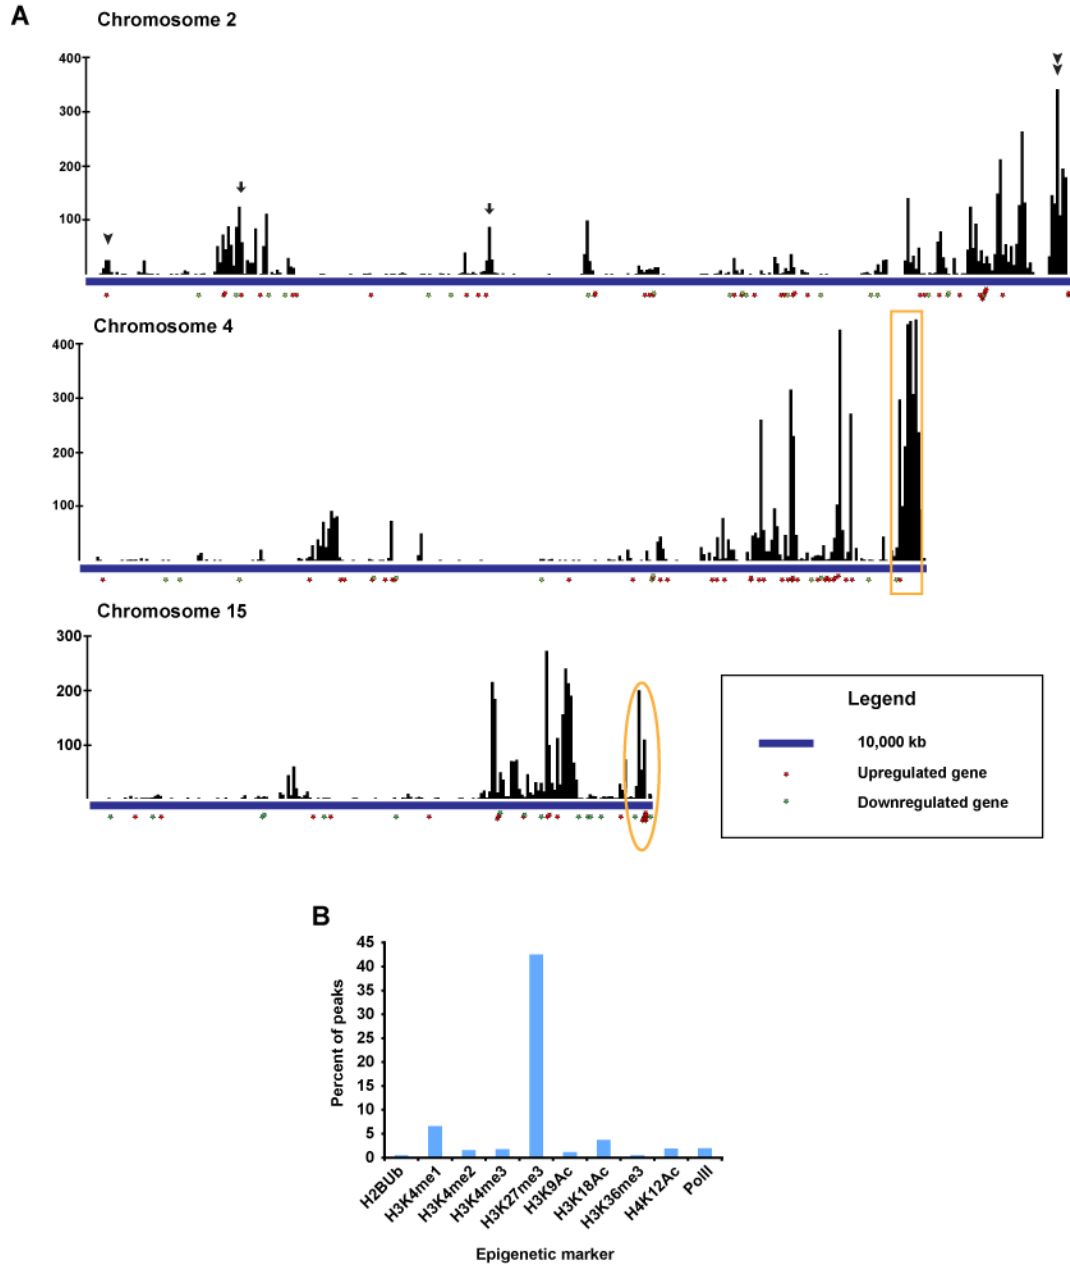 A
Chromosome 2
400
300
200
100
Chromosome 4
400
300
200
100
Chromosome 15
300
200
100
Legend
10,000 kb
Upregulated gene
Downregulated gene
B
45
40
35
30
25
20
15
10
5
0
Percent of peaks
H2BUb
H3K4me1
H3K4me2
H3K4me3
H3K27me3
H3K9Ac
H3K18Ac
H3K36me3
H4K12Ac
PolII
Epigenetic marker